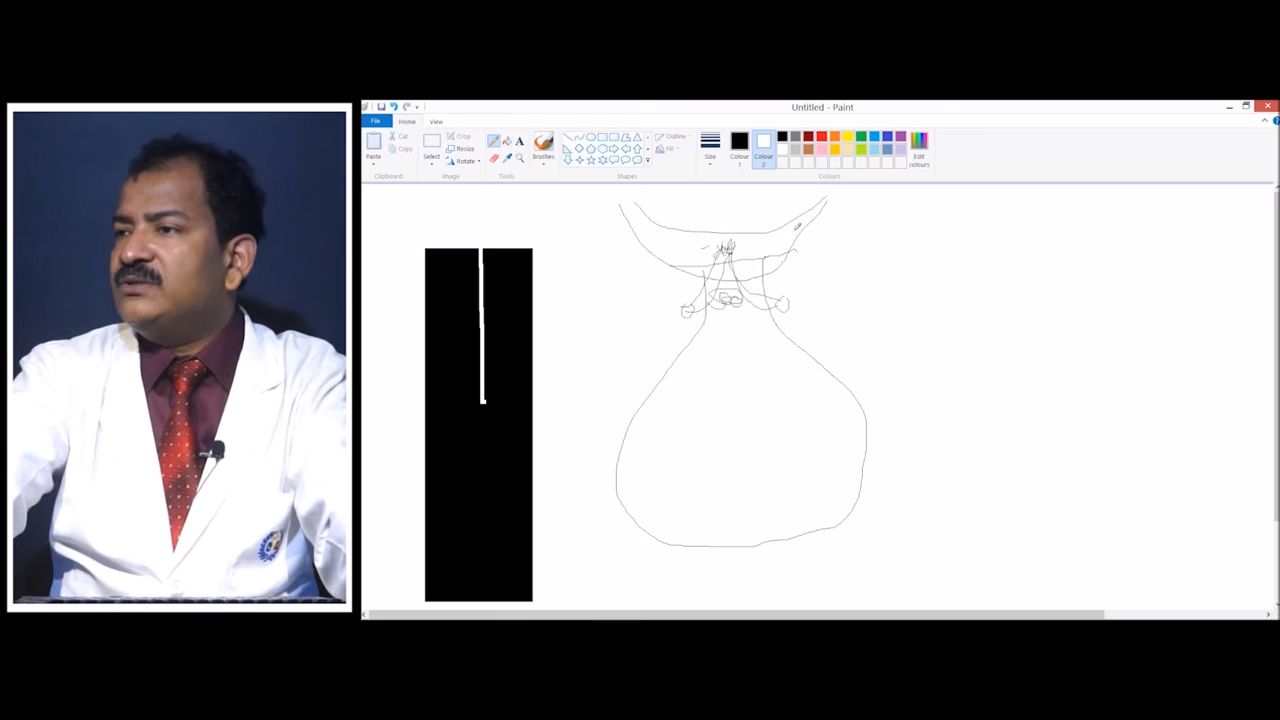 Untitled - Paint
File Home View
Cut Crop Outline
Copy Resize Fill
Paste Select Rotate Brushes Size Colour 1 Colour 2 Edit colours
Clipboard Image Tools Shapes Colours
A